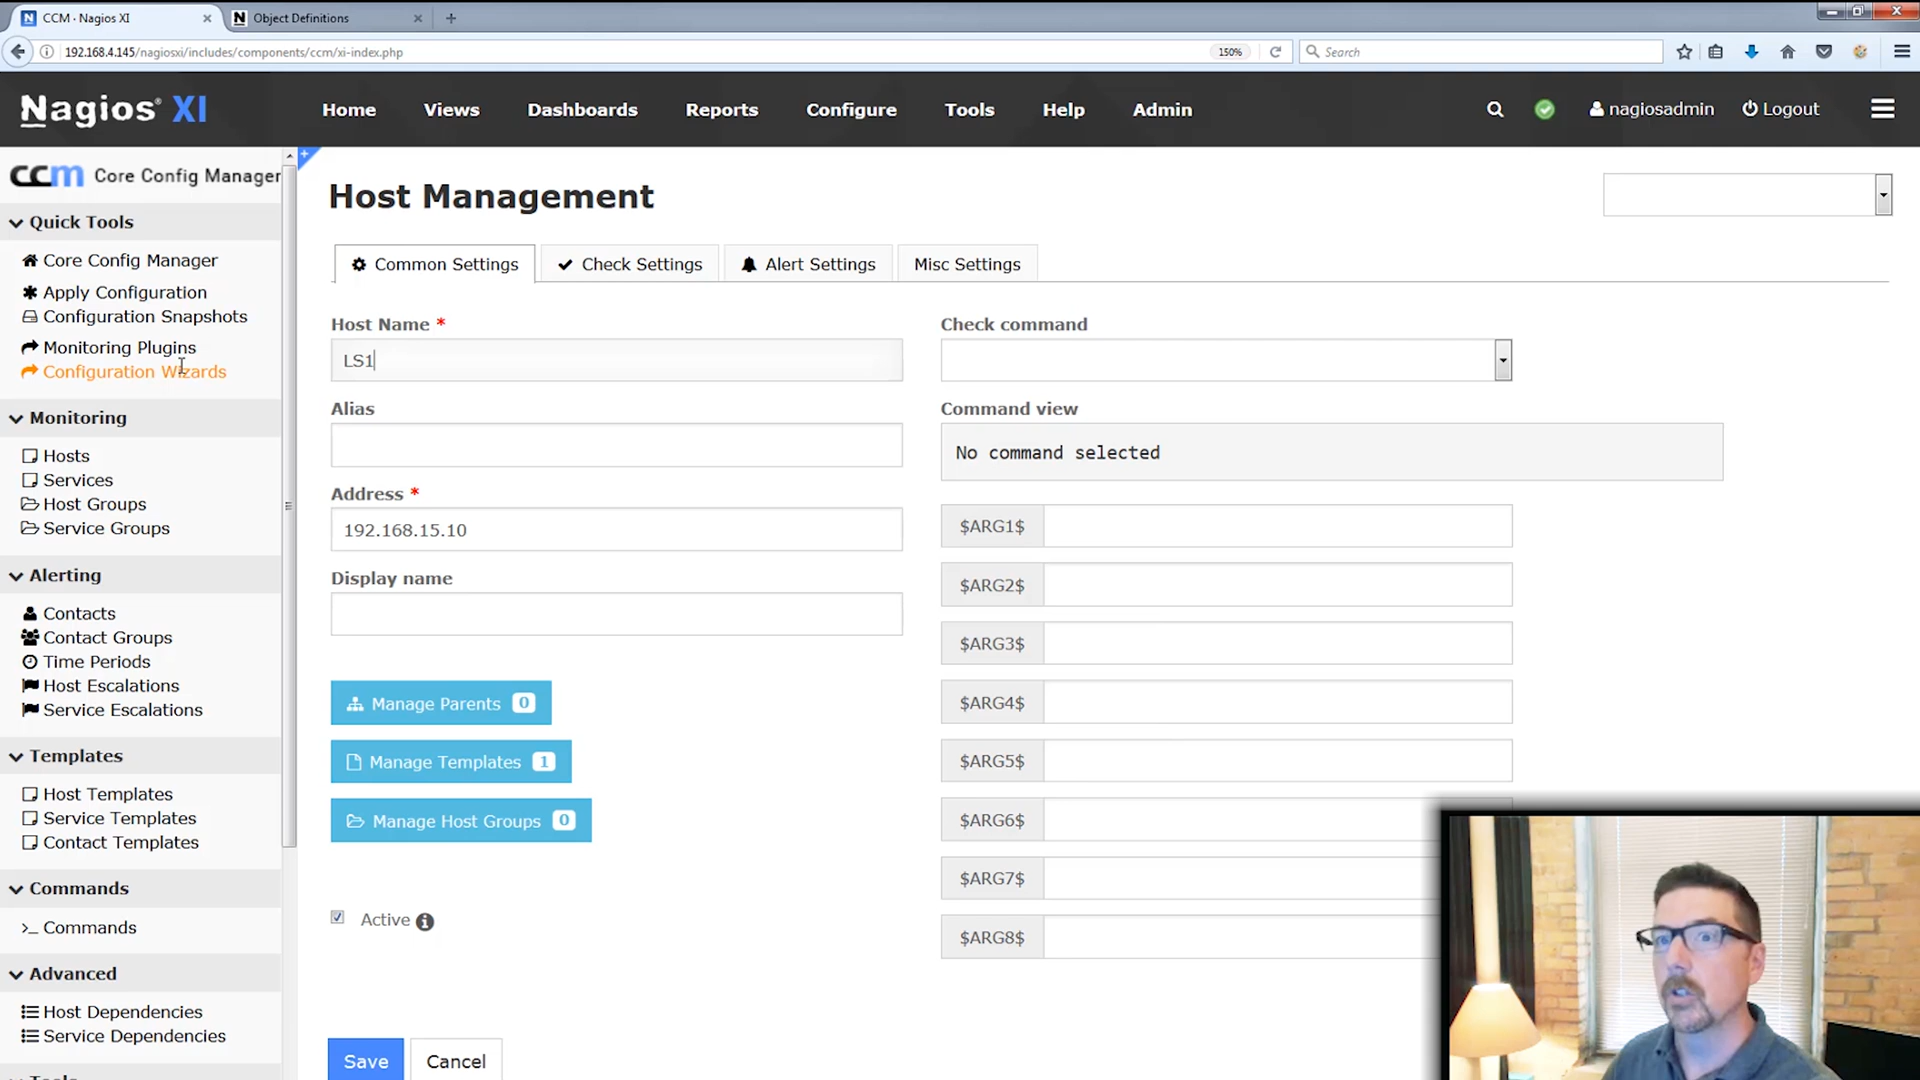 CCM · Nagios XI
Object Definitions
192.168.4.145/nagiosxi/includes/components/ccm/xi-index.php
150%
Search
Nagios® XI
Home
Views
Dashboards
Reports
Configure
Tools
Help
Admin
nagiosadmin
Logout
ccm Core Config Manager
Quick Tools
Core Config Manager
Apply Configuration
Configuration Snapshots
Monitoring Plugins
Configuration Wizards
Monitoring
Hosts
Services
Host Groups
Service Groups
Alerting
Contacts
Contact Groups
Time Periods
Host Escalations
Service Escalations
Templates
Host Templates
Service Templates
Contact Templates
Commands
>_ Commands
Advanced
Host Dependencies
Service Dependencies
Tools
Host Management
Common Settings
Check Settings
Alert Settings
Misc Settings
Host Name *
LS1
Alias
Address *
192.168.15.10
Display name
Manage Parents 0
Manage Templates 1
Manage Host Groups 0
Active
Save
Cancel
Check command
Command view
No command selected
$ARG1$
$ARG2$
$ARG3$
$ARG4$
$ARG5$
$ARG6$
$ARG7$
$ARG8$